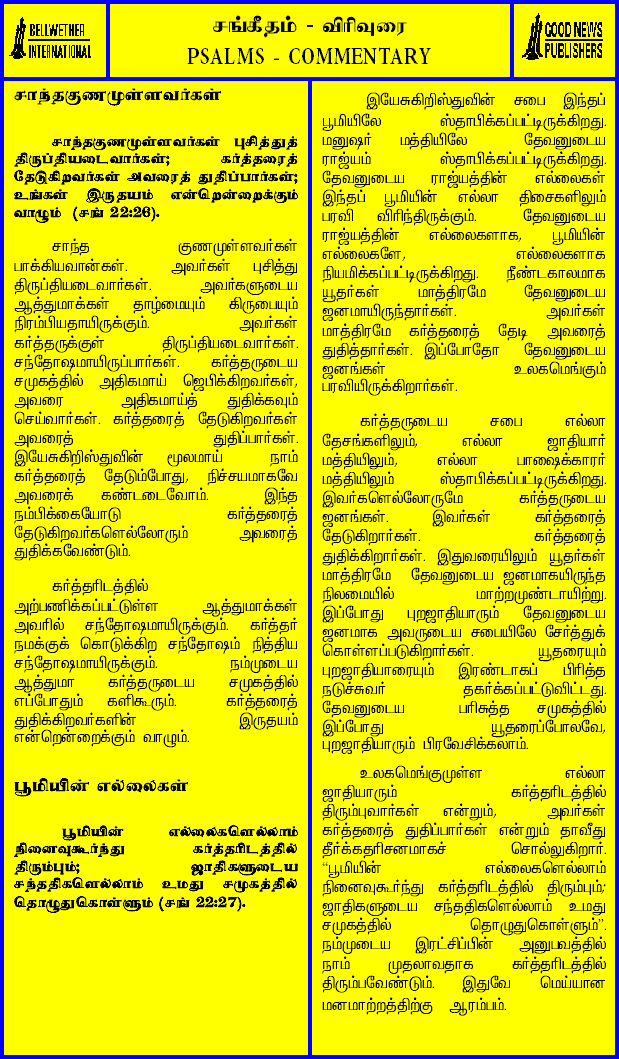 BELLWETHER
INTERNATIONAL
சங்கீதம் - விரிவுரை
PSALMS - COMMENTARY
GOOD NEWS
PUBLISHERS
சாந்தகுணமுள்ளவர்கள்
சாந்தகுணமுள்ளவர்கள் புசித்துத்
திருப்தியடைவார்கள்; கர்த்தரைத்
தேடுகிறவர்கள் அவரைத் துதிப்பார்கள்;
உங்கள் இருதயம் என்றென்றைக்கும்
வாழும் (சங் 22:26).
சாந்த குணமுள்ளவர்கள்
பாக்கியவான்கள். அவர்கள் புசித்து
திருப்தியடைவார்கள். அவர்களுடைய
ஆத்துமாக்கள் தாழ்மையும் கிருபையும்
நிரம்பியதாயிருக்கும். அவர்கள்
கர்த்தருக்குள் திருப்தியடைவார்கள்.
சந்தோஷமாயிருப்பார்கள். கர்த்தருடைய
சமுகத்தில் அதிகமாய் ஜெபிக்கிறவர்கள்,
அவரை அதிகமாய்த் துதிக்கவும்
செய்வார்கள். கர்த்தரைத் தேடுகிறவர்கள்
அவரைத் துதிப்பார்கள்.
இயேசுகிறிஸ்துவின் மூலமாய் நாம்
கர்த்தரைத் தேடும்போது, நிச்சயமாகவே
அவரைக் கண்டடைவோம். இந்த
நம்பிக்கையோடு கர்த்தரைத்
தேடுகிறவர்களெல்லோரும் அவரைத்
துதிக்கவேண்டும்.
கர்த்தரிடத்தில்
அற்பணிக்கப்பட்டுள்ள ஆத்துமாக்கள்
அவரில் சந்தோஷமாயிருக்கும். கர்த்தர்
நமக்குக் கொடுக்கிற சந்தோஷம் நித்திய
சந்தோஷமாயிருக்கும். நம்முடைய
ஆத்துமா கர்த்தருடைய சமுகத்தில்
எப்போதும் களிகூரும். கர்த்தரைத்
துதிக்கிறவர்களின் இருதயம்
என்றென்றைக்கும் வாழும்.
பூமியின் எல்லைகள்
பூமியின் எல்லைகளெல்லாம்
நினைவுகூர்ந்து கர்த்தரிடத்தில்
திரும்பும்; ஜாதிகளுடைய
சந்ததிகளெல்லாம் உமது சமுகத்தில்
தொழுதுகொள்ளும் (சங் 22:27).
இயேசுகிறிஸ்துவின் சபை இந்தப்
பூமியிலே ஸ்தாபிக்கப்பட்டிருக்கிறது.
மனுஷர் மத்தியிலே தேவனுடைய
ராஜ்யம் ஸ்தாபிக்கப்பட்டிருக்கிறது.
தேவனுடைய ராஜ்யத்தின் எல்லைகள்
இந்தப் பூமியின் எல்லா திசைகளிலும்
பரவி விரிந்திருக்கும். தேவனுடைய
ராஜ்யத்தின் எல்லைகளாக, பூமியின்
எல்லைகளே, எல்லைகளாக
நியமிக்கப்பட்டிருக்கிறது. நீண்டகாலமாக
யூதர்கள் மாத்திரமே தேவனுடைய
ஜனமாயிருந்தார்கள். அவர்கள்
மாத்திரமே கர்த்தரைத் தேடி அவரைத்
துதித்தார்கள். இப்போதோ தேவனுடைய
ஜனங்கள் உலகமெங்கும்
பரவியிருக்கிறார்கள்.
கர்த்தருடைய சபை எல்லா
தேசங்களிலும், எல்லா ஜாதியார்
மத்தியிலும், எல்லா பாஷைக்காரர்
மத்தியிலும் ஸ்தாபிக்கப்பட்டிருக்கிறது.
இவர்களெல்லோருமே கர்த்தருடைய
ஜனங்கள். இவர்கள் கர்த்தரைத்
தேடுகிறார்கள். கர்த்தரைத்
துதிக்கிறார்கள். இதுவரையிலும் யூதர்கள்
மாத்திரமே தேவனுடைய ஜனமாகயிருந்த
நிலமையில் மாற்றமுண்டாயிற்று.
இப்போது புறஜாதியாரும் தேவனுடைய
ஜனமாக அவருடைய சபையிலே சேர்த்துக்
கொள்ளப்படுகிறார்கள். யூதரையும்
புறஜாதியாரையும் இரண்டாகப் பிரித்த
நடுச்சுவர் தகர்க்கப்பட்டுவிட்டது.
தேவனுடைய பரிசுத்த சமுகத்தில்
இப்போது யூதரைப்போலவே,
புறஜாதியாரும் பிரவேசிக்கலாம்.
உலகமெங்குமுள்ள எல்லா
ஜாதியாரும் கர்த்தரிடத்தில்
திரும்புவார்கள் என்றும், அவர்கள்
கர்த்தரைத் துதிப்பார்கள் என்றும் தாவீது
தீர்க்கதரிசனமாகச் சொல்லுகிறார்.
“பூமியின் எல்லைகளெல்லாம்
நினைவுகூர்ந்து கர்த்தரிடத்தில் திரும்பும்;
ஜாதிகளுடைய சந்ததிகளெல்லாம் உமது
சமுகத்தில் தொழுதுகொள்ளும்”.
நம்முடைய இரட்சிப்பின் அனுபவத்தில்
நாம் முதலாவதாக கர்த்தரிடத்தில்
திரும்பவேண்டும். இதுவே மெய்யான
மனமாற்றத்திற்கு ஆரம்பம்.